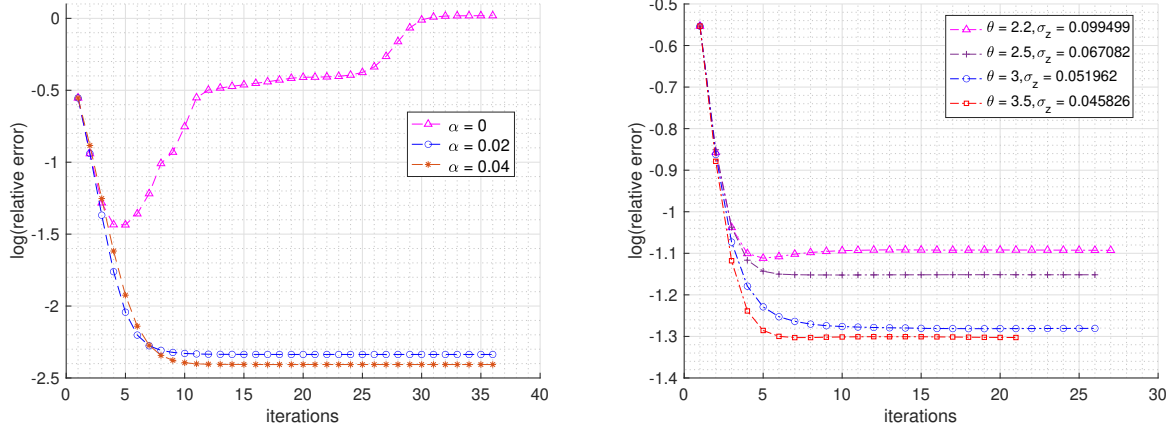 0
-0.5
-1
-1.5
-2
-2.5
0 5 10 15 20 25 30 35 40
iterations
log(relative error)
α = 0
α = 0.02
α = 0.04
-0.5
-0.6
-0.7
-0.8
-0.9
-1
-1.1
-1.2
-1.3
-1.4
0 5 10 15 20 25 30
iterations
log(relative error)
θ = 2.2,σz = 0.099499
θ = 2.5,σz = 0.067082
θ = 3,σz = 0.051962
θ = 3.5,σz = 0.045826